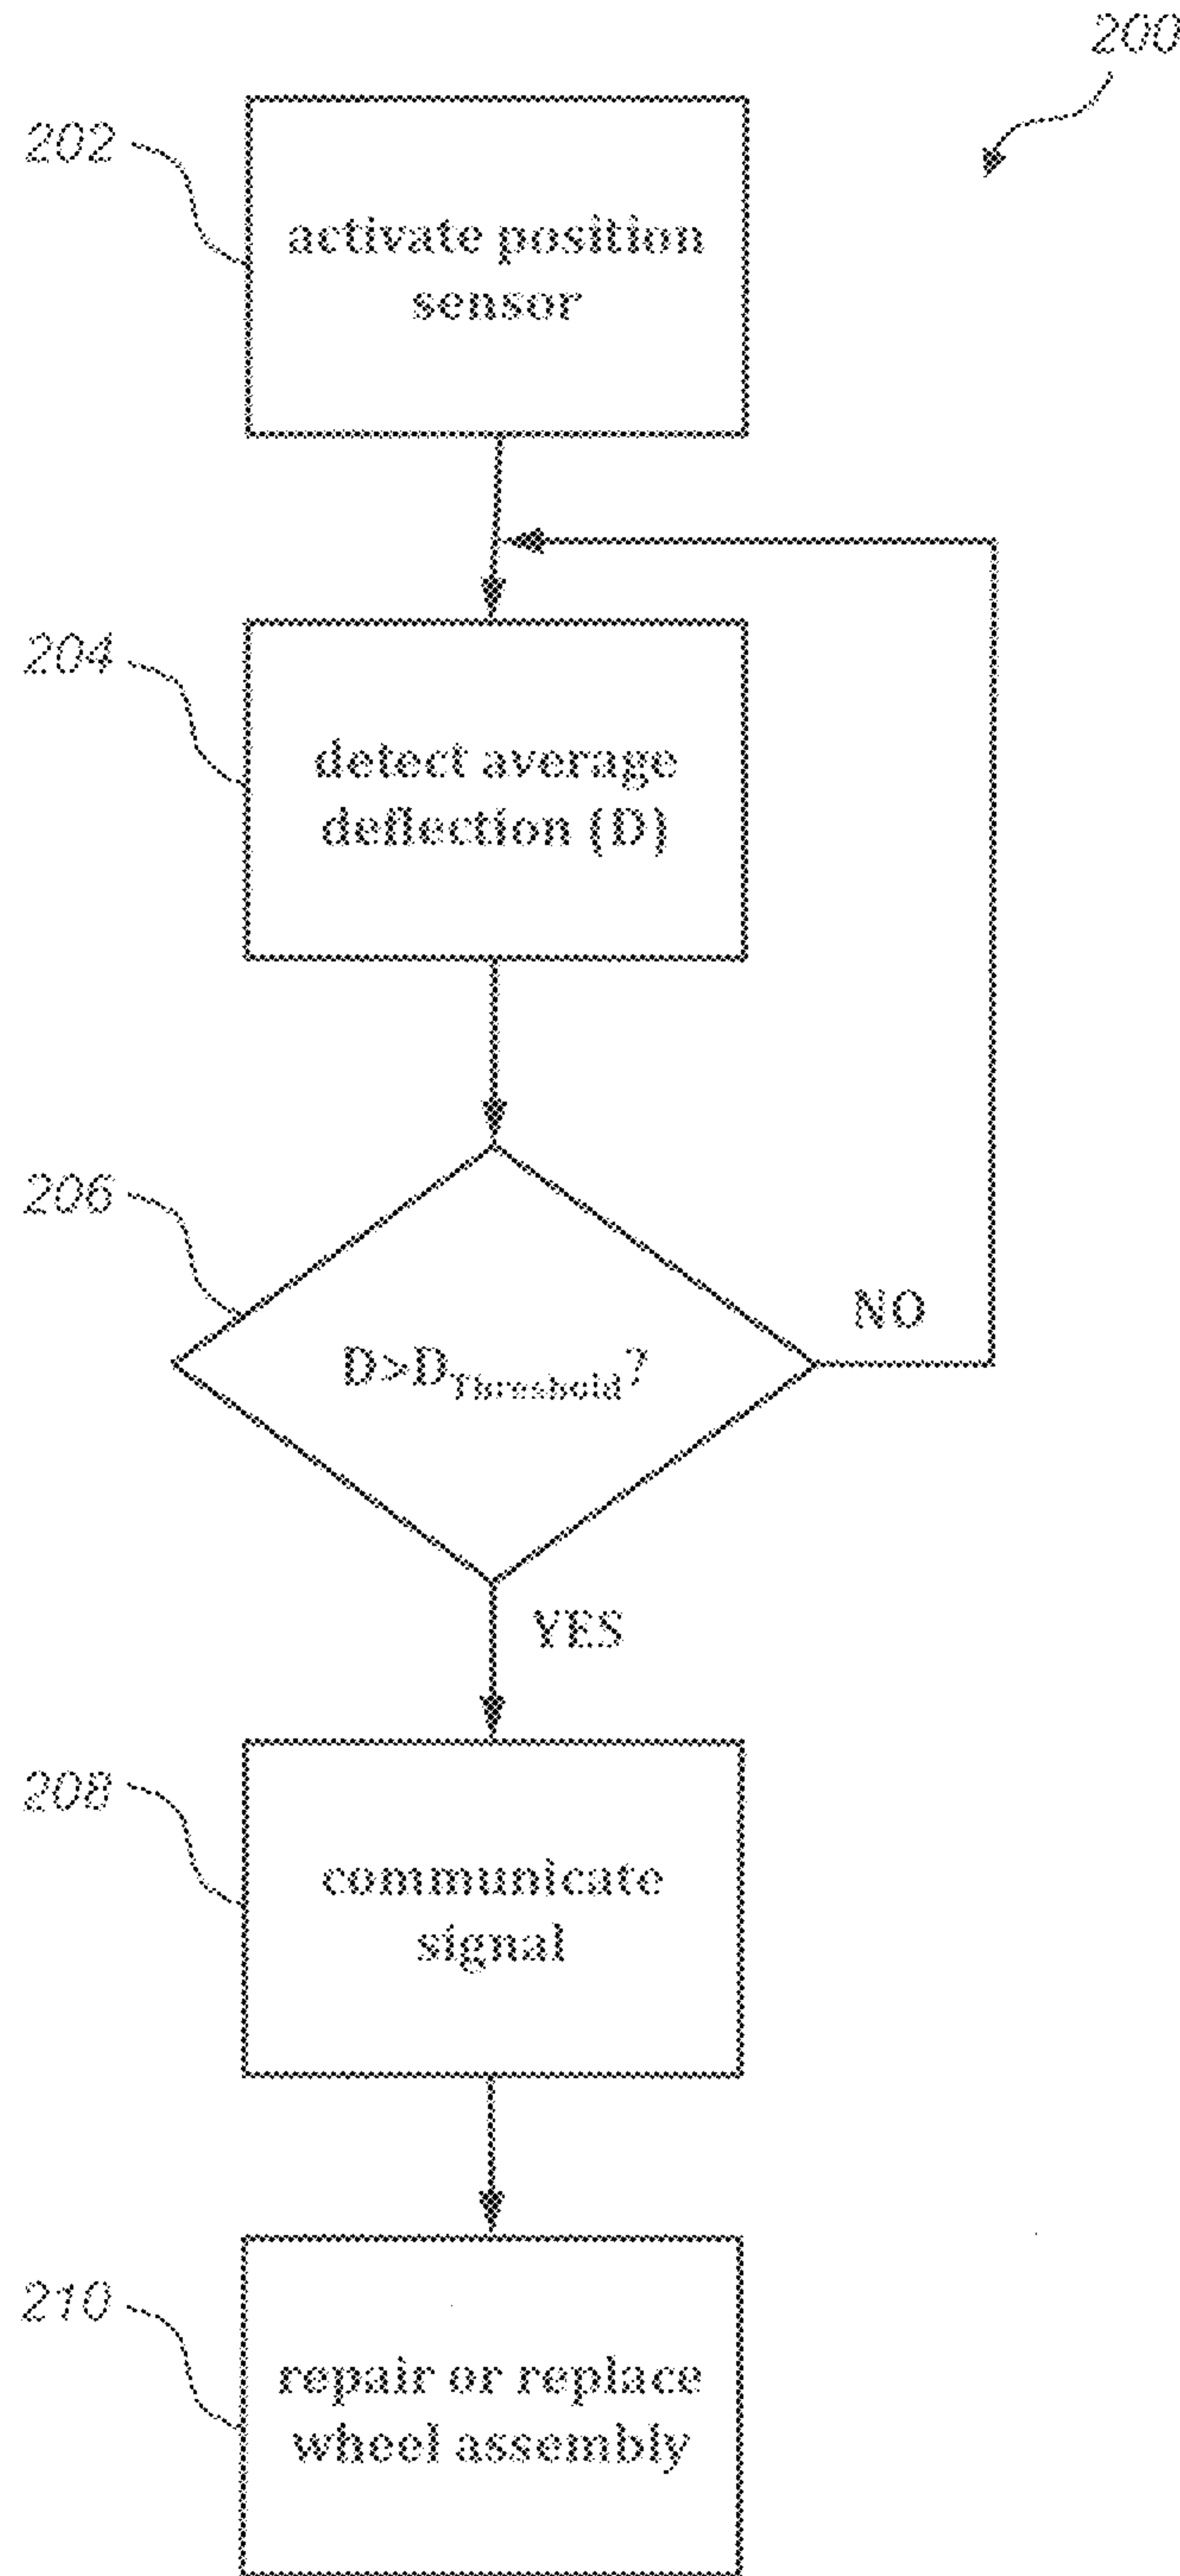 200
202
activate position
sensor
204
detect average
deflection (D)
206
D>DThreshold?
NO
YES
208
communicate
signal
210
repair or replace
wheel assembly